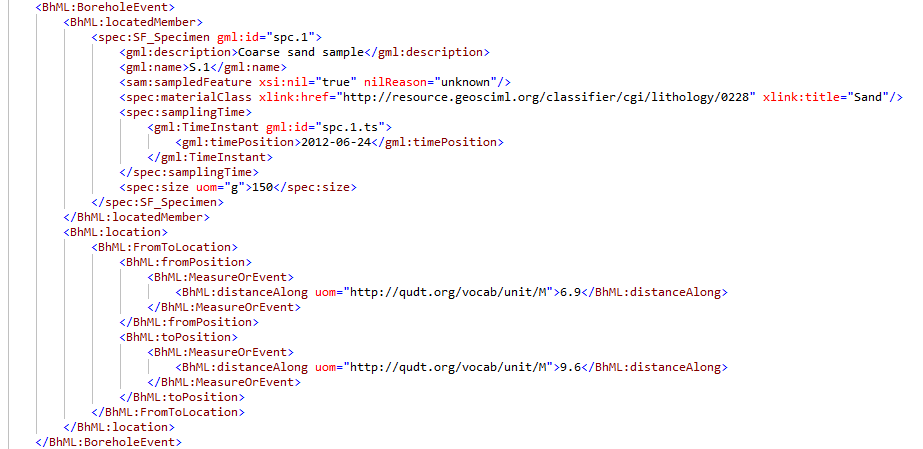 <BhML:BoreholeEvent>
<BhML:locatedMember>
<spec:SF_Specimen gml:id="spc.1">
<gml:description>Coarse sand sample</gml:description>
<gml:name>S.1</gml:name>
<sam:sampledFeature xsi:nil="true" nilReason="unknown"/>
<spec:materialClass xlink:href="http://resource.geosciml.org/classifier/cgi/lithology/0228" xlink:title="Sand"/>
<spec:samplingTime>
<gml:TimeInstant gml:id="spc.1.ts">
<gml:timePosition>2012-06-24</gml:timePosition>
</gml:TimeInstant>
</spec:samplingTime>
<spec:size uom="g">150</spec:size>
</spec:SF_Specimen>
</BhML:locatedMember>
<BhML:location>
<BhML:FromToLocation>
<BhML:fromPosition>
<BhML:MeasureOrEvent>
<BhML:distanceAlong uom="http://qudt.org/vocab/unit/M">6.9</BhML:distanceAlong>
</BhML:MeasureOrEvent>
</BhML:fromPosition>
<BhML:toPosition>
<BhML:MeasureOrEvent>
<BhML:distanceAlong uom="http://qudt.org/vocab/unit/M">9.6</BhML:distanceAlong>
</BhML:MeasureOrEvent>
</BhML:toPosition>
</BhML:FromToLocation>
</BhML:location>
</BhML:BoreholeEvent>